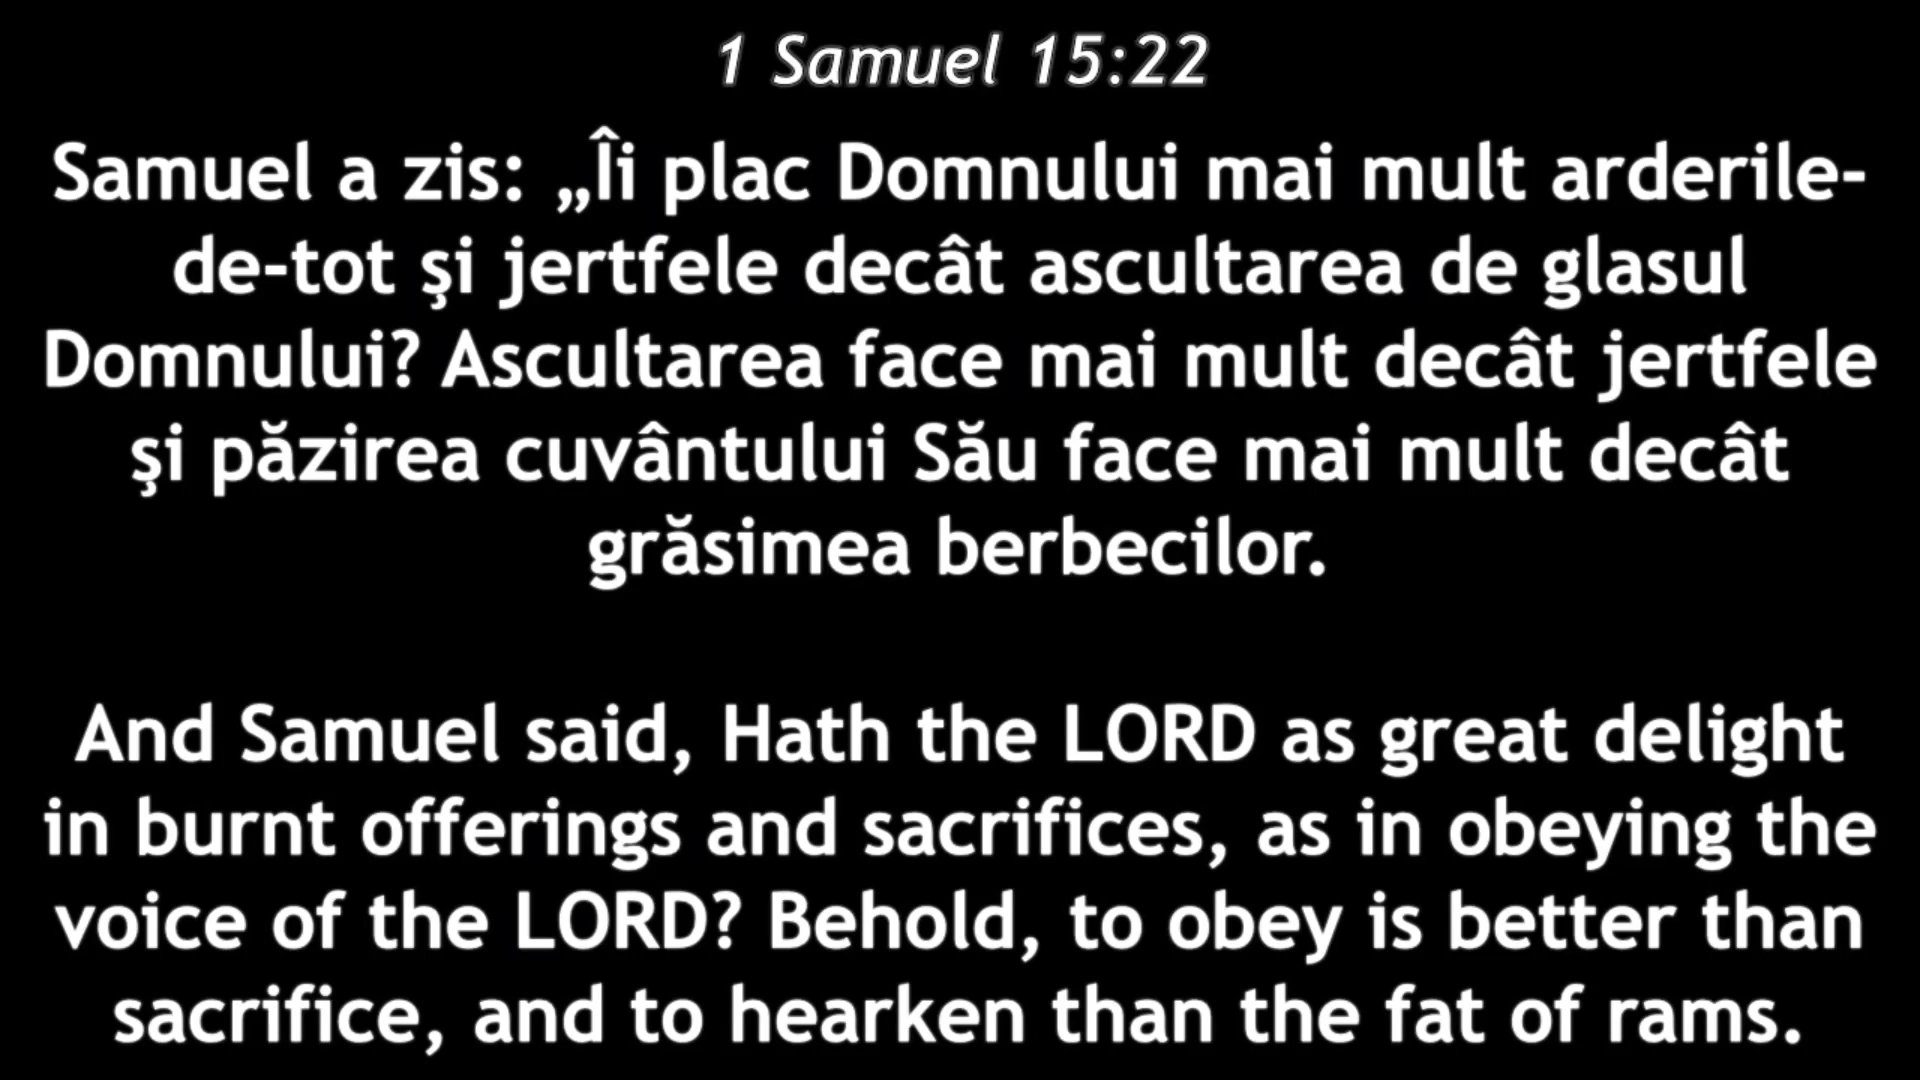 1 Samuel 15:22
Samuel a zis: „Îi plac Domnului mai mult arderile-
de-tot şi jertfele decât ascultarea de glasul
Domnului? Ascultarea face mai mult decât jertfele
şi păzirea cuvântului Său face mai mult decât
grăsimea berbecilor.
And Samuel said, Hath the LORD as great delight
in burnt offerings and sacrifices, as in obeying the
voice of the LORD? Behold, to obey is better than
sacrifice, and to hearken than the fat of rams.